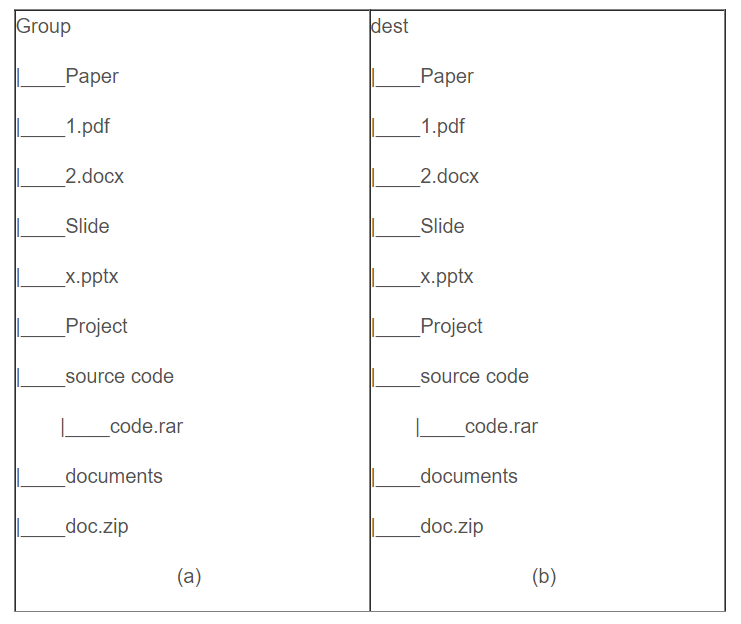 Group
|____Paper
|____1.pdf
|____2.docx
|____Slide
|____x.pptx
|____Project
|____source code
|____code.rar
|____documents
|____doc.zip
(a)
dest
|____Paper
|____1.pdf
|____2.docx
|____Slide
|____x.pptx
|____Project
|____source code
|____code.rar
|____documents
|____doc.zip
(b)